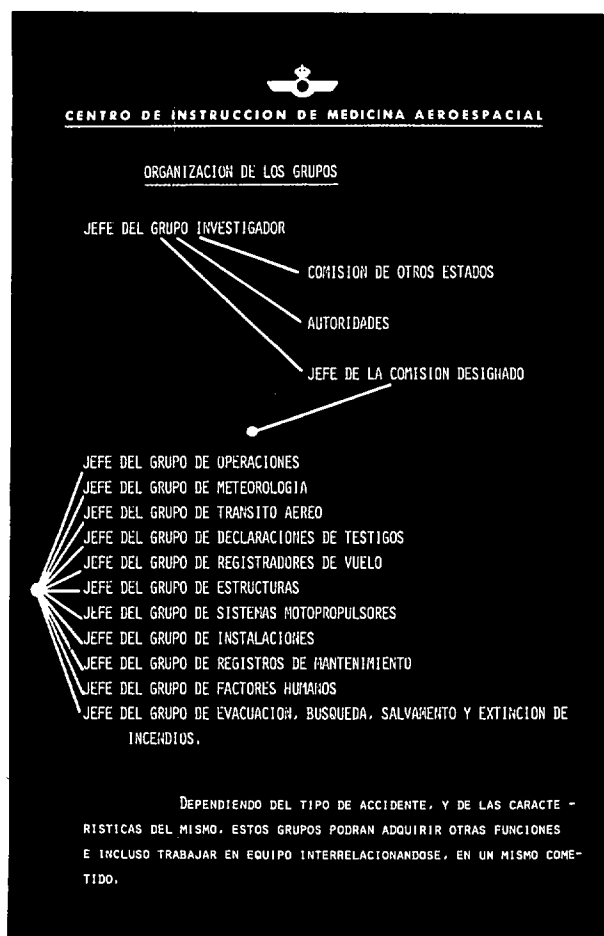 CENTRO DE INSTRUCCION DE MEDICINA AEROESPACIAL
ORGANIZACION DE LOS GRUPOS
JEFE DEL GRUPO INVESTIGADOR
COMISION DE OTROS ESTADOS
AUTORIDADES
JEFE DE LA COMISION DESIGNADO
JEFE DEL GRUPO DE OPERACIONES
JEFE DEL GRUPO DE METEOROLOGIA
JEFE DEL GRUPO DE TRANSITO AEREO
JEFE DEL GRUPO DE DECLARACIONES DE TESTIGOS
JEFE DEL GRUPO DE REGISTRADORES DE VUELO
JEFE DEL GRUPO DE ESTRUCTURAS
JEFE DEL GRUPO DE SISTEMAS MOTOPROPULSORES
JEFE DEL GRUPO DE INSTALACIONES
JEFE DEL GRUPO DE REGISTROS DE MANTENIMIENTO
JEFE DEL GRUPO DE FACTORES HUMANOS
JEFE DEL GRUPO DE EVACUACION, BUSQUEDA, SALVAMENTO Y EXTINCION DE
INCENDIOS.
DEPENDIENDO DEL TIPO DE ACCIDENTE, Y DE LAS CARACTE -
RISTICAS DEL MISMO, ESTOS GRUPOS PODRAN ADQUIRIR OTRAS FUNCIONES
E INCLUSO TRABAJAR EN EQUIPO INTERRELACIONANDOSE, EN UN MISMO COME-
TIDO.